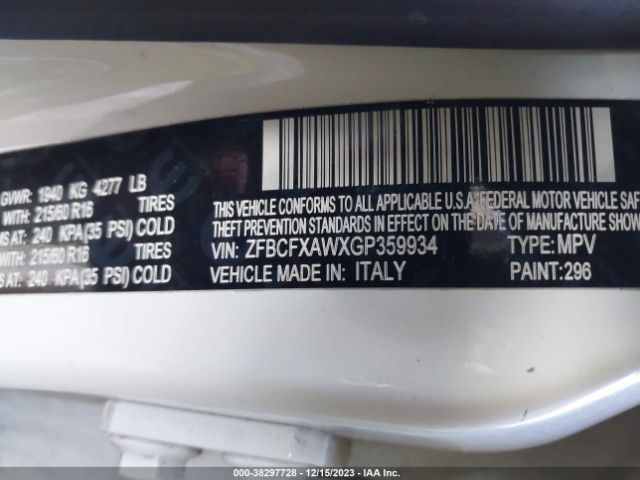 GVWR: 1940 KG 4277 LB
WITH: 215/60 R16 TIRES
AT: 240 KPA (35 PSI) COLD
WITH: 215/60 R16 TIRES
AT: 240 KPA (35 PSI) COLD
THIS VEHICLE CONFORMS TO ALL APPLICABLE U.S.A. FEDERAL MOTOR VEHICLE SAF
THEFT PREVENTION STANDARDS IN EFFECT ON THE DATE OF MANUFACTURE SHOW
VIN: ZFBCFXAWXGP359934 TYPE: MPV
VEHICLE MADE IN: ITALY PAINT: 296
000-38297728 - 12/15/2023 - IAA Inc.